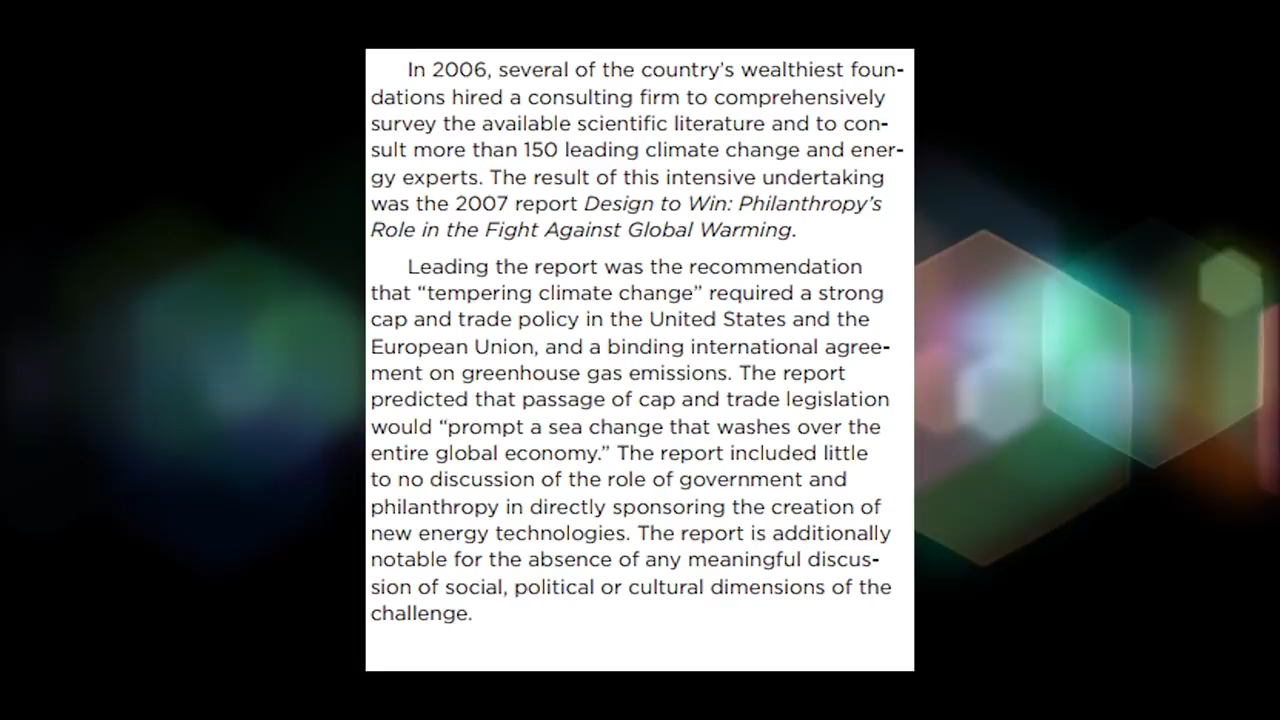 In 2006, several of the country’s wealthiest foun-
dations hired a consulting firm to comprehensively
survey the available scientific literature and to con-
sult more than 150 leading climate change and ener-
gy experts. The result of this intensive undertaking
was the 2007 report Design to Win: Philanthropy’s
Role in the Fight Against Global Warming.
Leading the report was the recommendation
that “tempering climate change” required a strong
cap and trade policy in the United States and the
European Union, and a binding international agree-
ment on greenhouse gas emissions. The report
predicted that passage of cap and trade legislation
would “prompt a sea change that washes over the
entire global economy.” The report included little
to no discussion of the role of government and
philanthropy in directly sponsoring the creation of
new energy technologies. The report is additionally
notable for the absence of any meaningful discus-
sion of social, political or cultural dimensions of the
challenge.